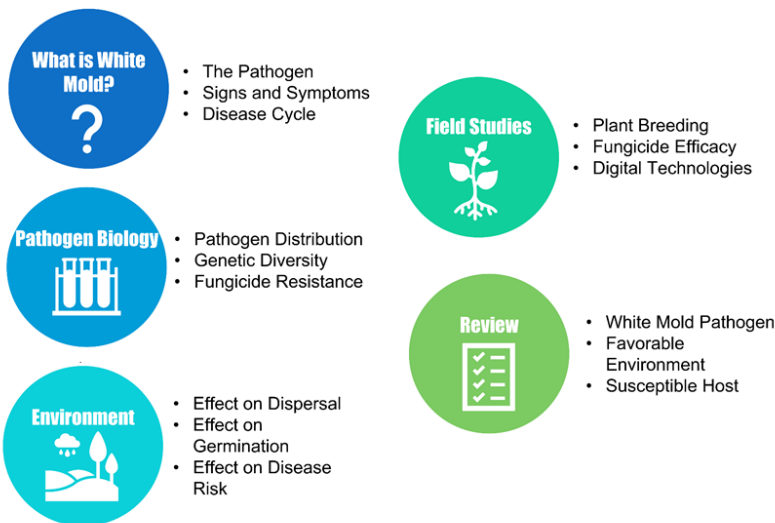 What is White
Mold?
• The Pathogen
• Signs and Symptoms
• Disease Cycle
Pathogen Biology
• Pathogen Distribution
• Genetic Diversity
• Fungicide Resistance
Environment
• Effect on Dispersal
• Effect on
Germination
• Effect on Disease
Risk
Field Studies
• Plant Breeding
• Fungicide Efficacy
• Digital Technologies
Review
• White Mold Pathogen
• Favorable
Environment
• Susceptible Host